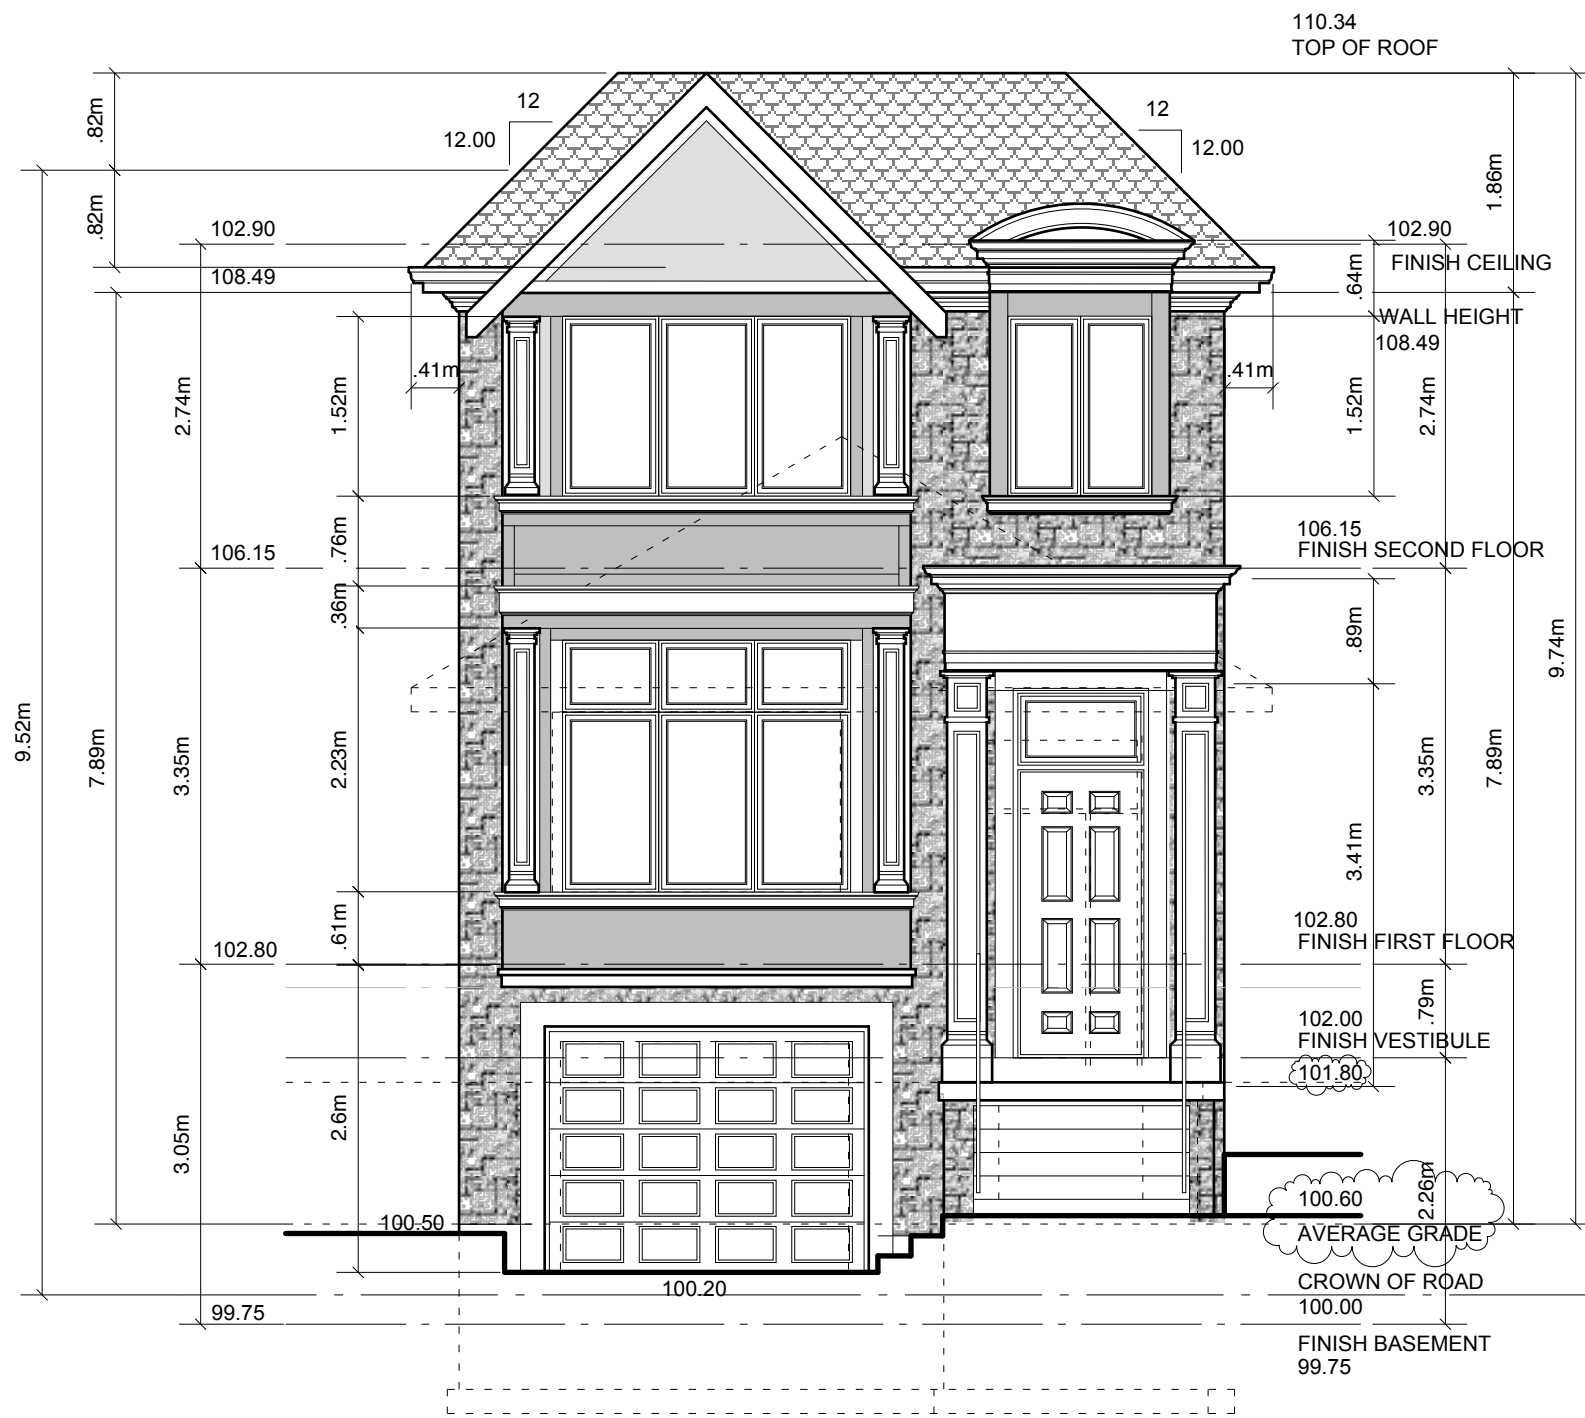 110.34
TOP OF ROOF
12
12.00
12
12.00
.82m
.82m
1.86m
102.90
102.90
FINISH CEILING
108.49
.64m
WALL HEIGHT
108.49
.41m
.41m
2.74m
1.52m
1.52m
2.74m
106.15
.76m
106.15
FINISH SECOND FLOOR
.36m
.89m
9.74m
9.52m
7.89m
3.35m
2.23m
3.35m
7.89m
3.41m
.61m
102.80
102.80
FINISH FIRST FLOOR
.79m
102.00
FINISH VESTIBULE
101.80
3.05m
2.6m
100.50
100.60
2.26m
AVERAGE GRADE
100.20
CROWN OF ROAD
100.00
99.75
FINISH BASEMENT
99.75